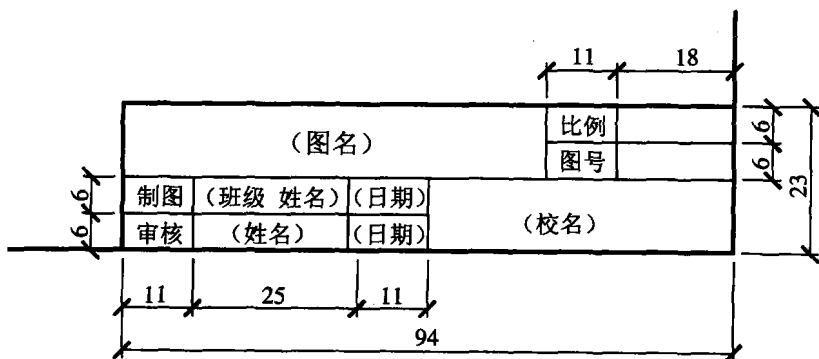 11 18
（图名） 比例 6
图号 6
23
6 制图 （班级 姓名） （日期） （校名）
6 审核 （姓名） （日期）
11 25 11
94